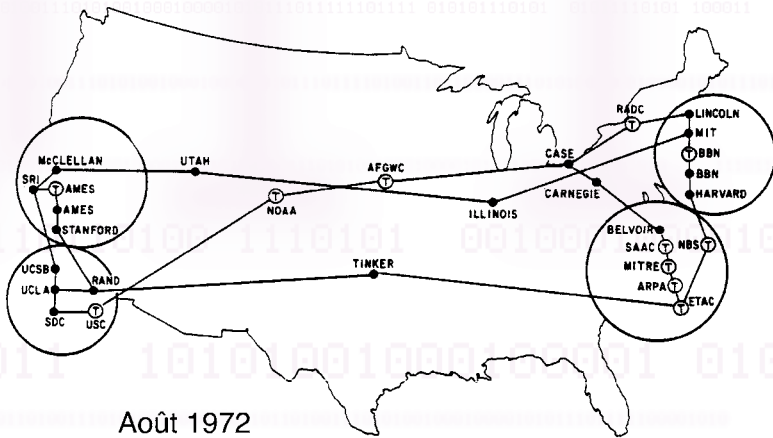 RADC
LINCOLN
MIT
T
BBN
BBN
HARVARD
CASE
AFGWC
T
CARNEGIE
ILLINOIS
McCLELLAN
UTAH
SRI
T
AMES
AMES
STANFORD
NOAA
T
BELVOIR
SAAC
T
NBS
T
MITRE
T
ARPA
T
ETAC
T
UCSB
RAND
TINKER
UCLA
SDC
T
USC
T
Août 1972